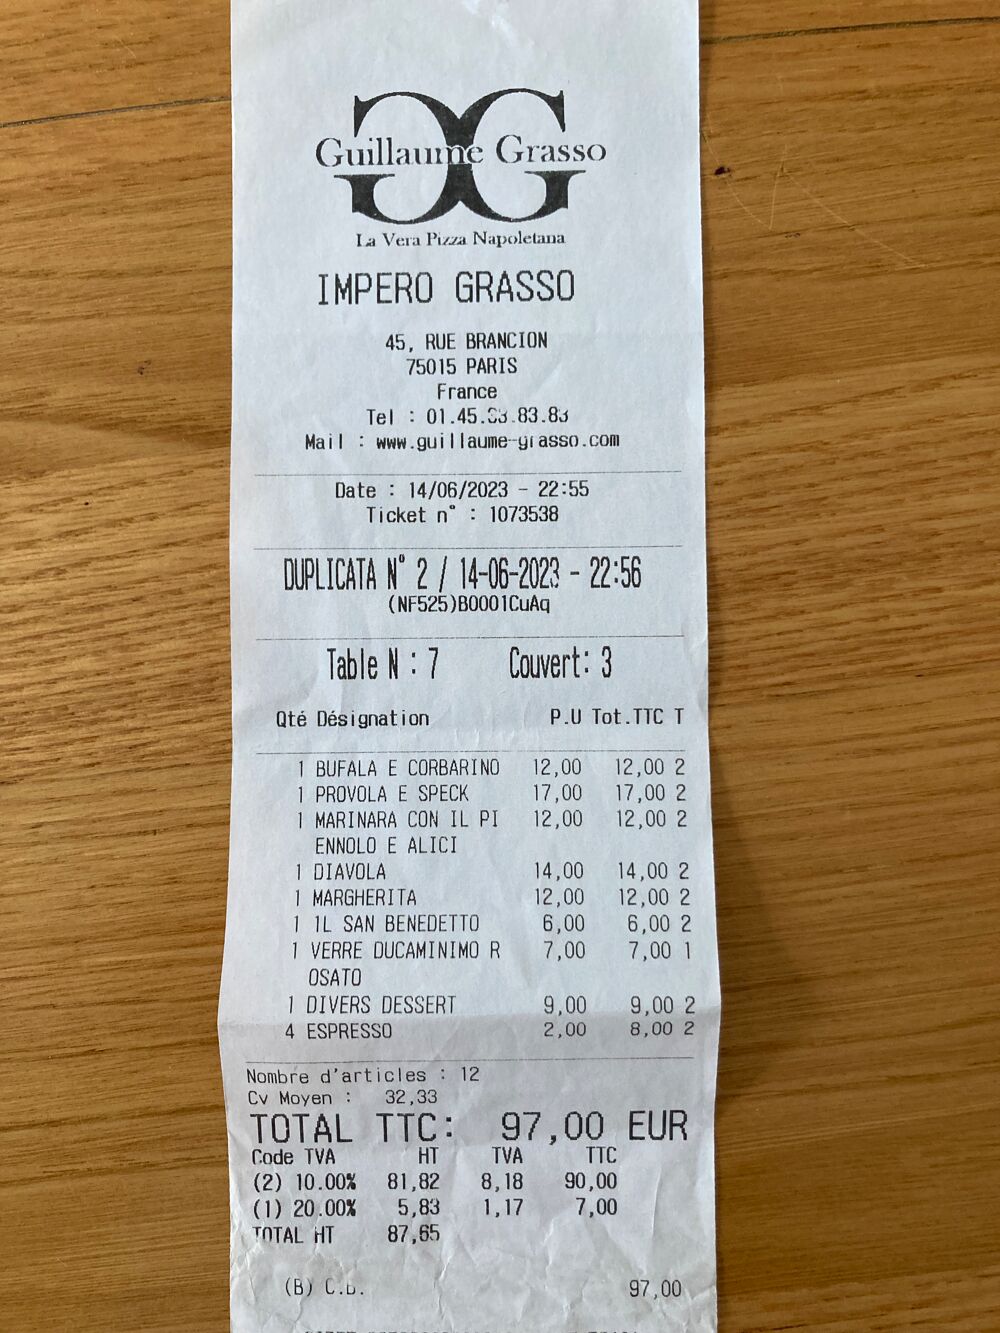 Guillaume Grasso
La Vera Pizza Napoletana
IMPERO GRASSO
45, RUE BRANCION
75015 PARIS
France
Tel : 01.45.33.83.83
Mail : www.guillaume-grasso.com
Date : 14/06/2023 - 22:55
Ticket n° : 1073538
DUPLICATA N° 2 / 14-06-2023 - 22:56
(NF525)B0001CuAq
Table N : 7 Couvert: 3
Qté Désignation P.U Tot.TTC T
1 BUFALA E CORBARINO 12,00 12,00 2
1 PROVOLA E SPECK 17,00 17,00 2
1 MARINARA CON IL PI 12,00 12,00 2
ENNOLO E ALICI
1 DIAVOLA 14,00 14,00 2
1 MARGHERITA 12,00 12,00 2
1 1L SAN BENEDETTO 6,00 6,00 2
1 VERRE DUCAMINIMO R 7,00 7,00 1
OSATO
1 DIVERS DESSERT 9,00 9,00 2
4 ESPRESSO 2,00 8,00 2
Nombre d'articles : 12
Cv Moyen : 32,33
TOTAL TTC: 97,00 EUR
Code TVA HT TVA TTC
(2) 10.00% 81,82 8,18 90,00
(1) 20.00% 5,83 1,17 7,00
TOTAL HT 87,65
(B) C.B. 97,00